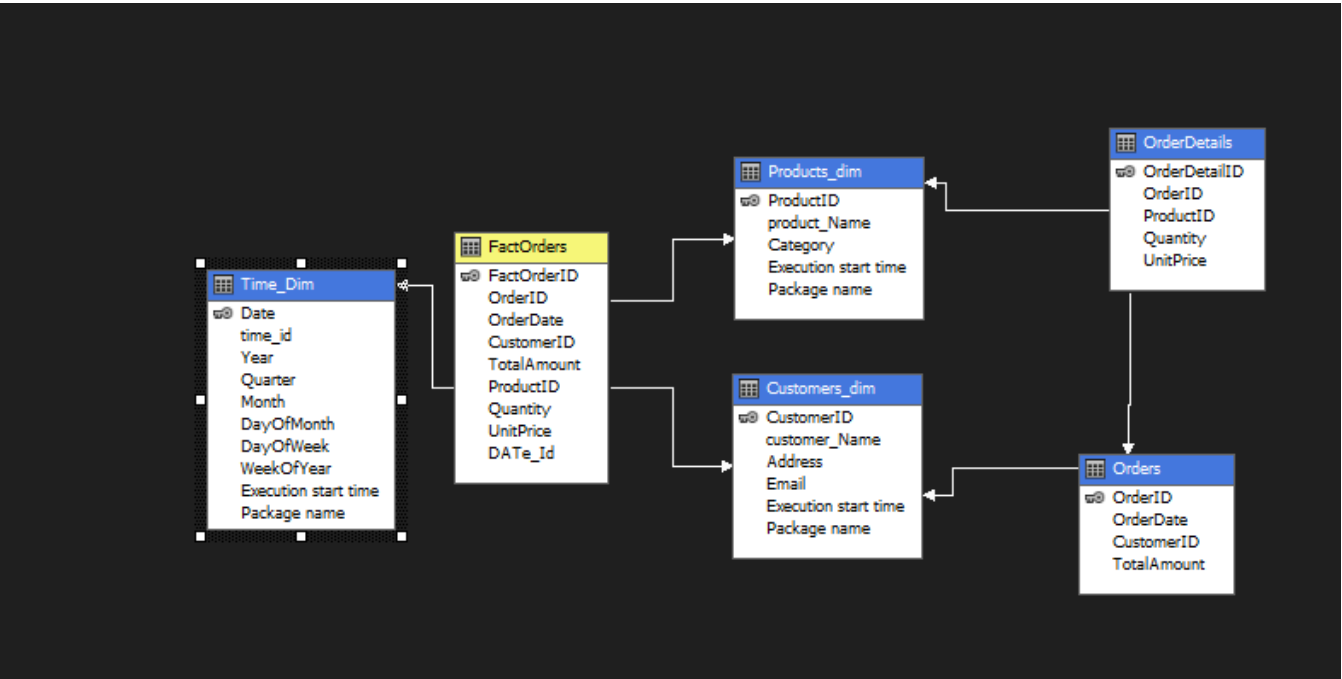 Time_Dim
Date
time_id
Year
Quarter
Month
DayOfMonth
DayOfWeek
WeekOfYear
Execution start time
Package name
FactOrders
FactOrderID
OrderID
OrderDate
CustomerID
TotalAmount
ProductID
Quantity
UnitPrice
DATe_Id
Products_dim
ProductID
product_Name
Category
Execution start time
Package name
Customers_dim
CustomerID
customer_Name
Address
Email
Execution start time
Package name
OrderDetails
OrderDetailID
OrderID
ProductID
Quantity
UnitPrice
Orders
OrderID
OrderDate
CustomerID
TotalAmount